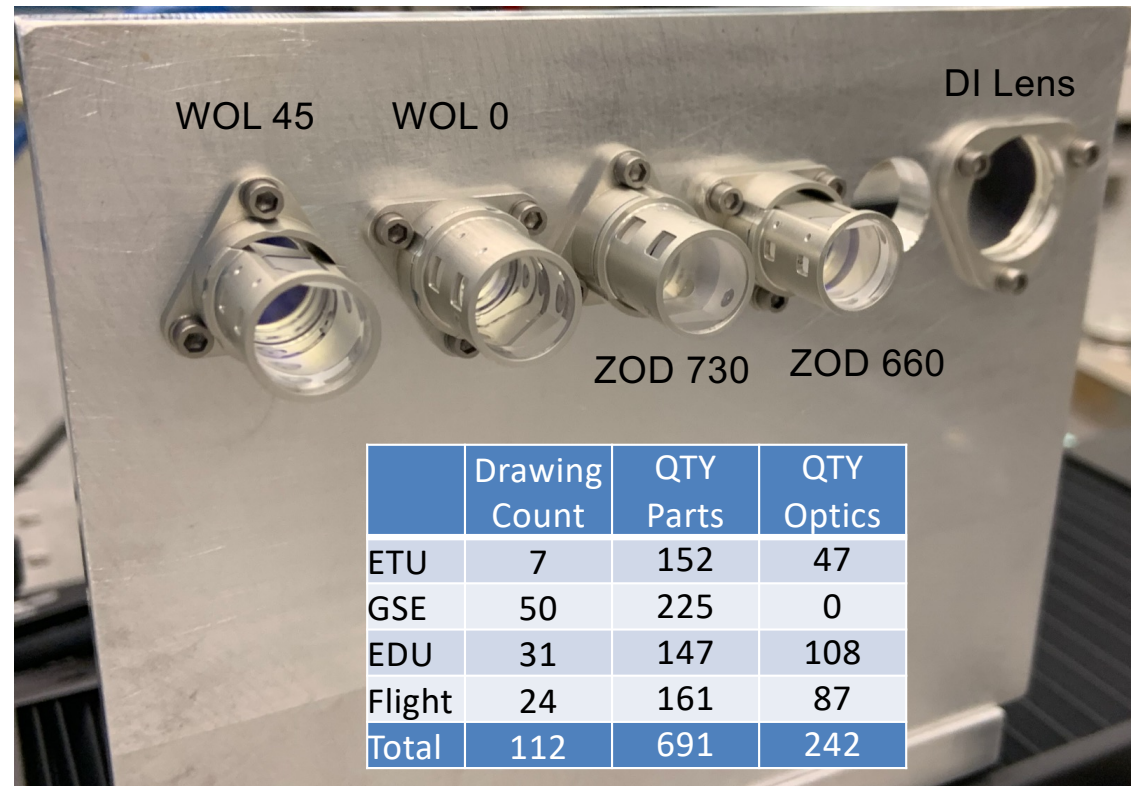 DI Lens
WOL 45 WOL 0
ZOD 730 ZOD 660
Drawing Count QTY Parts QTY Optics
ETU 7 152 47
GSE 50 225 0
EDU 31 147 108
Flight 24 161 87
Total 112 691 242